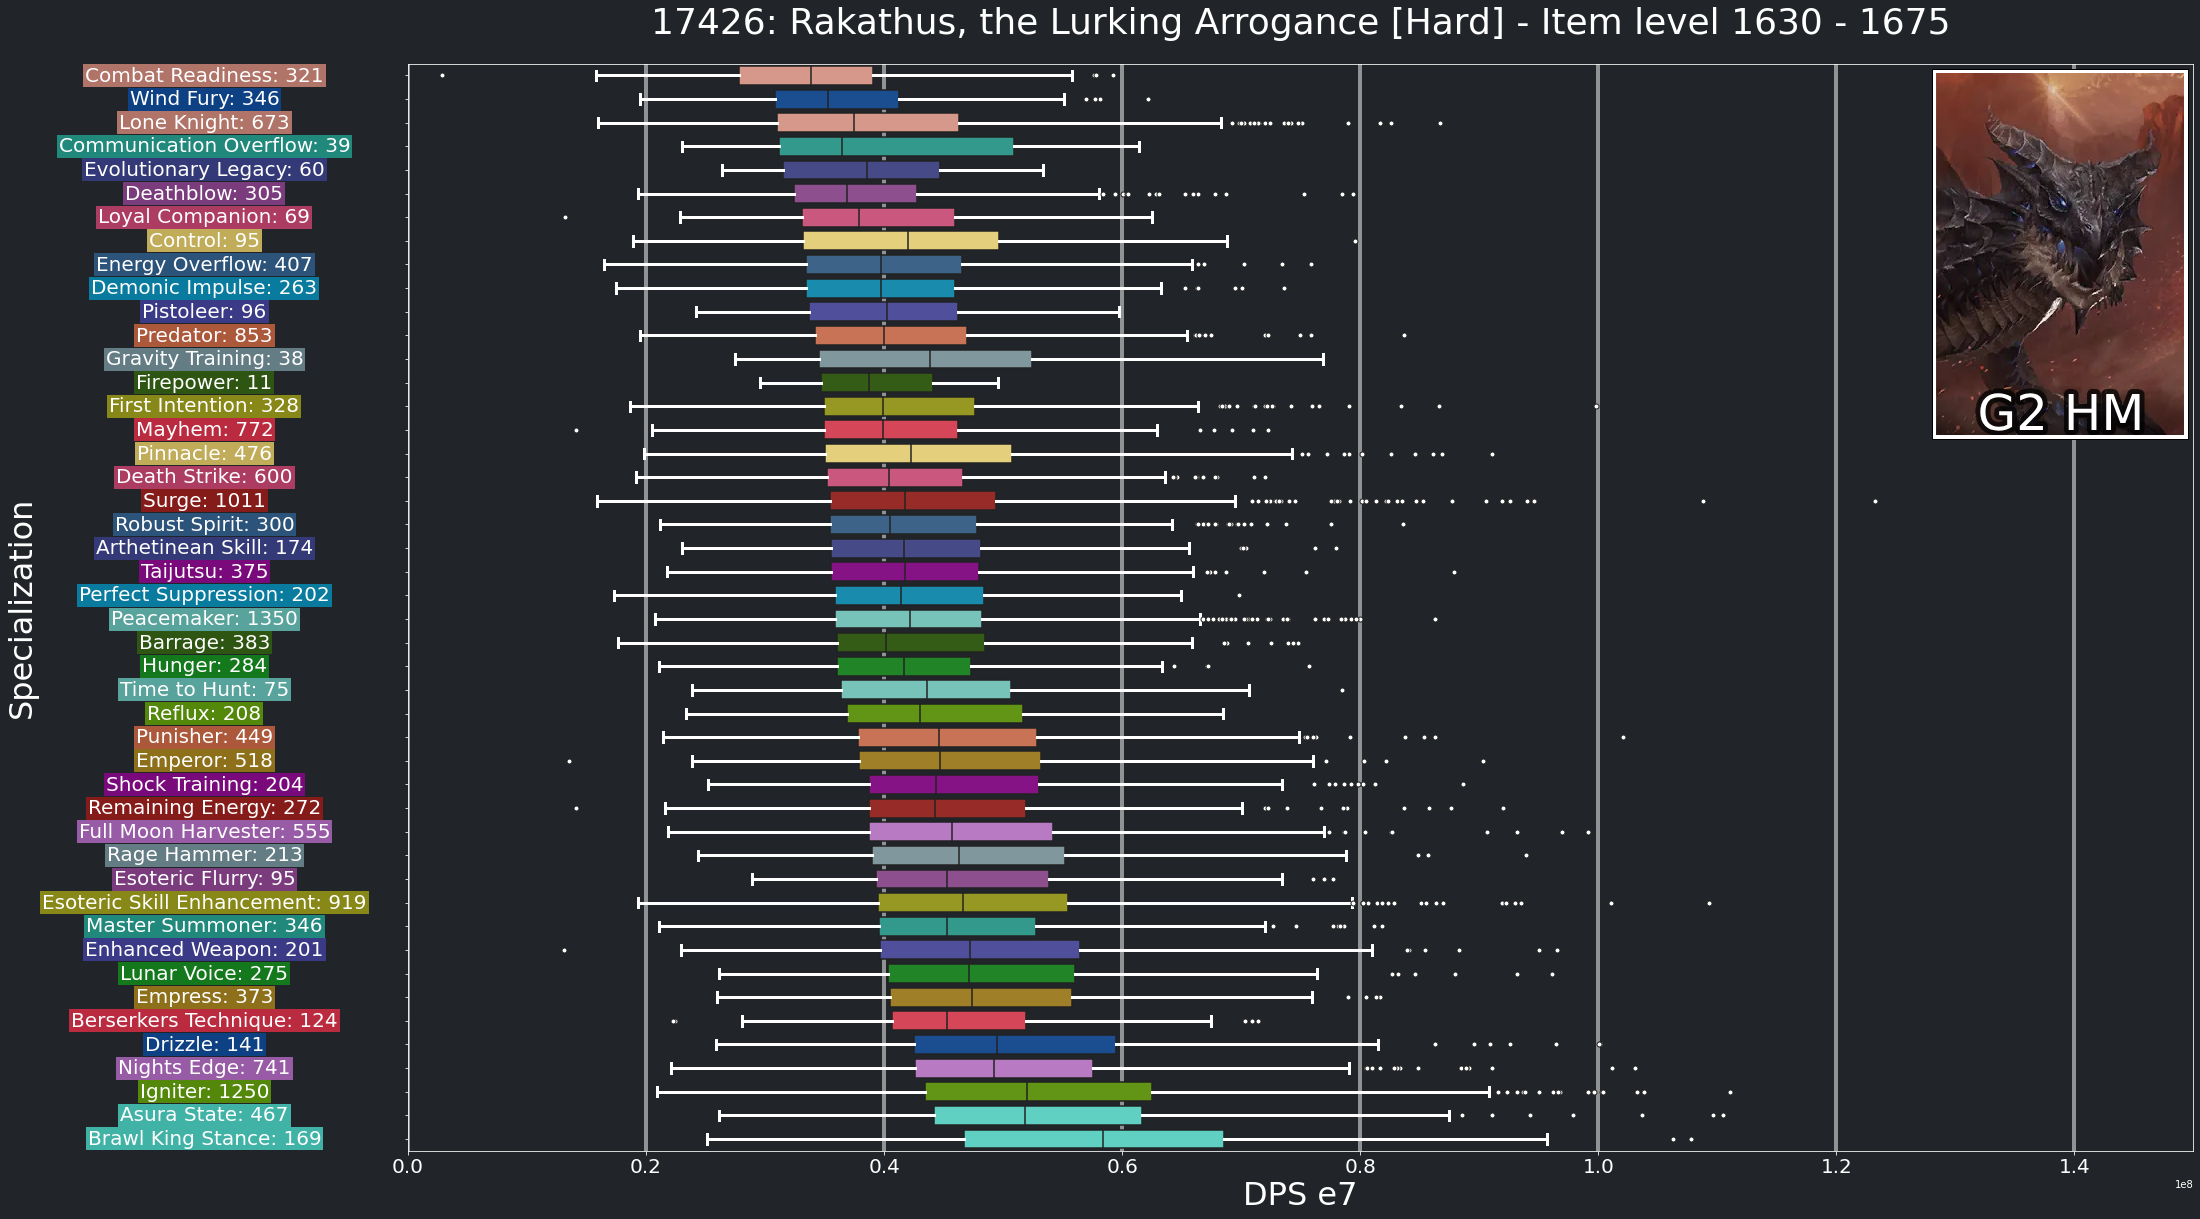 17426: Rakathus, the Lurking Arrogance [Hard] - Item level 1630 - 1675
Combat Readiness: 321
Wind Fury: 346
Lone Knight: 673
Communication Overflow: 39
Evolutionary Legacy: 60
Deathblow: 305
Loyal Companion: 69
Control: 95
Energy Overflow: 407
Demonic Impulse: 263
Pistoleer: 96
Predator: 853
Gravity Training: 38
Firepower: 11
First Intention: 328
Mayhem: 772
Pinnacle: 476
Death Strike: 600
Surge: 1011
Robust Spirit: 300
Arthetinean Skill: 174
Taijutsu: 375
Perfect Suppression: 202
Peacemaker: 1350
Barrage: 383
Hunger: 284
Time to Hunt: 75
Reflux: 208
Punisher: 449
Emperor: 518
Shock Training: 204
Remaining Energy: 272
Full Moon Harvester: 555
Rage Hammer: 213
Esoteric Flurry: 95
Esoteric Skill Enhancement: 919
Master Summoner: 346
Enhanced Weapon: 201
Lunar Voice: 275
Empress: 373
Berserkers Technique: 124
Drizzle: 141
Nights Edge: 741
Igniter: 1250
Asura State: 467
Brawl King Stance: 169
Specialization
G2 HM
0.0 0.2 0.4 0.6 0.8 1.0 1.2 1.4
DPS e7
1e8